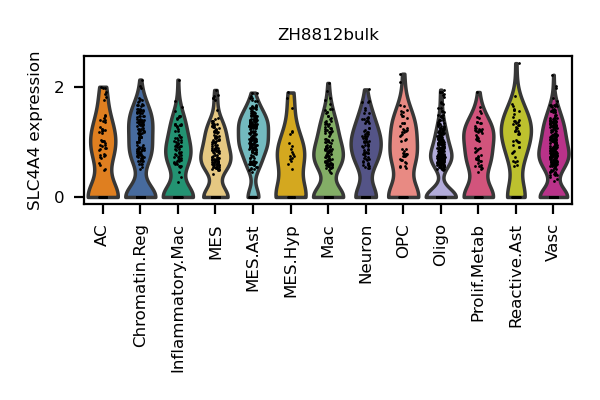 ZH8812bulk
SLC4A4 expression
2
0
AC
Chromatin.Reg
Inflammatory.Mac
MES
MES.Ast
MES.Hyp
Mac
Neuron
OPC
Oligo
Prolif.Metab
Reactive.Ast
Vasc